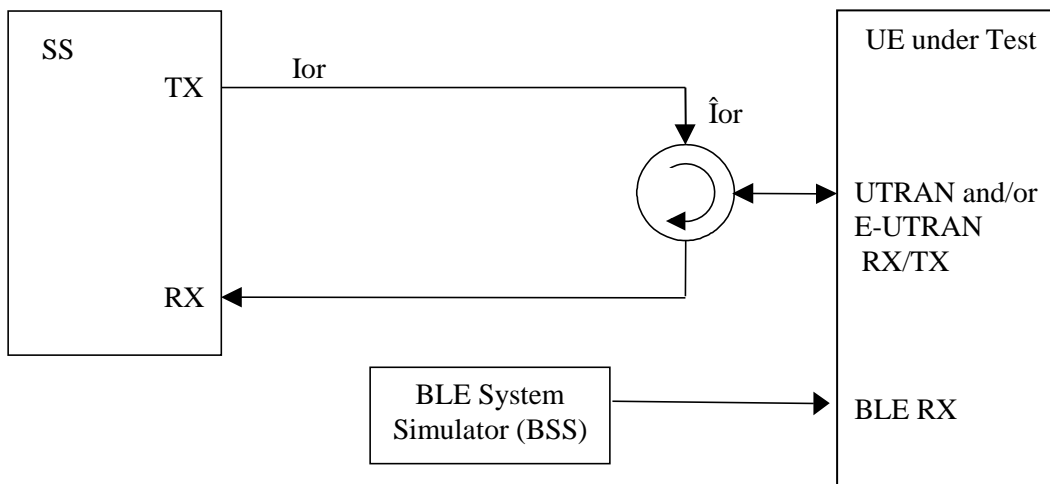 SS
TX
Ior
Îor
RX
UE under Test
UTRAN and/or
E-UTRAN
RX/TX
BLE System
Simulator (BSS)
BLE RX